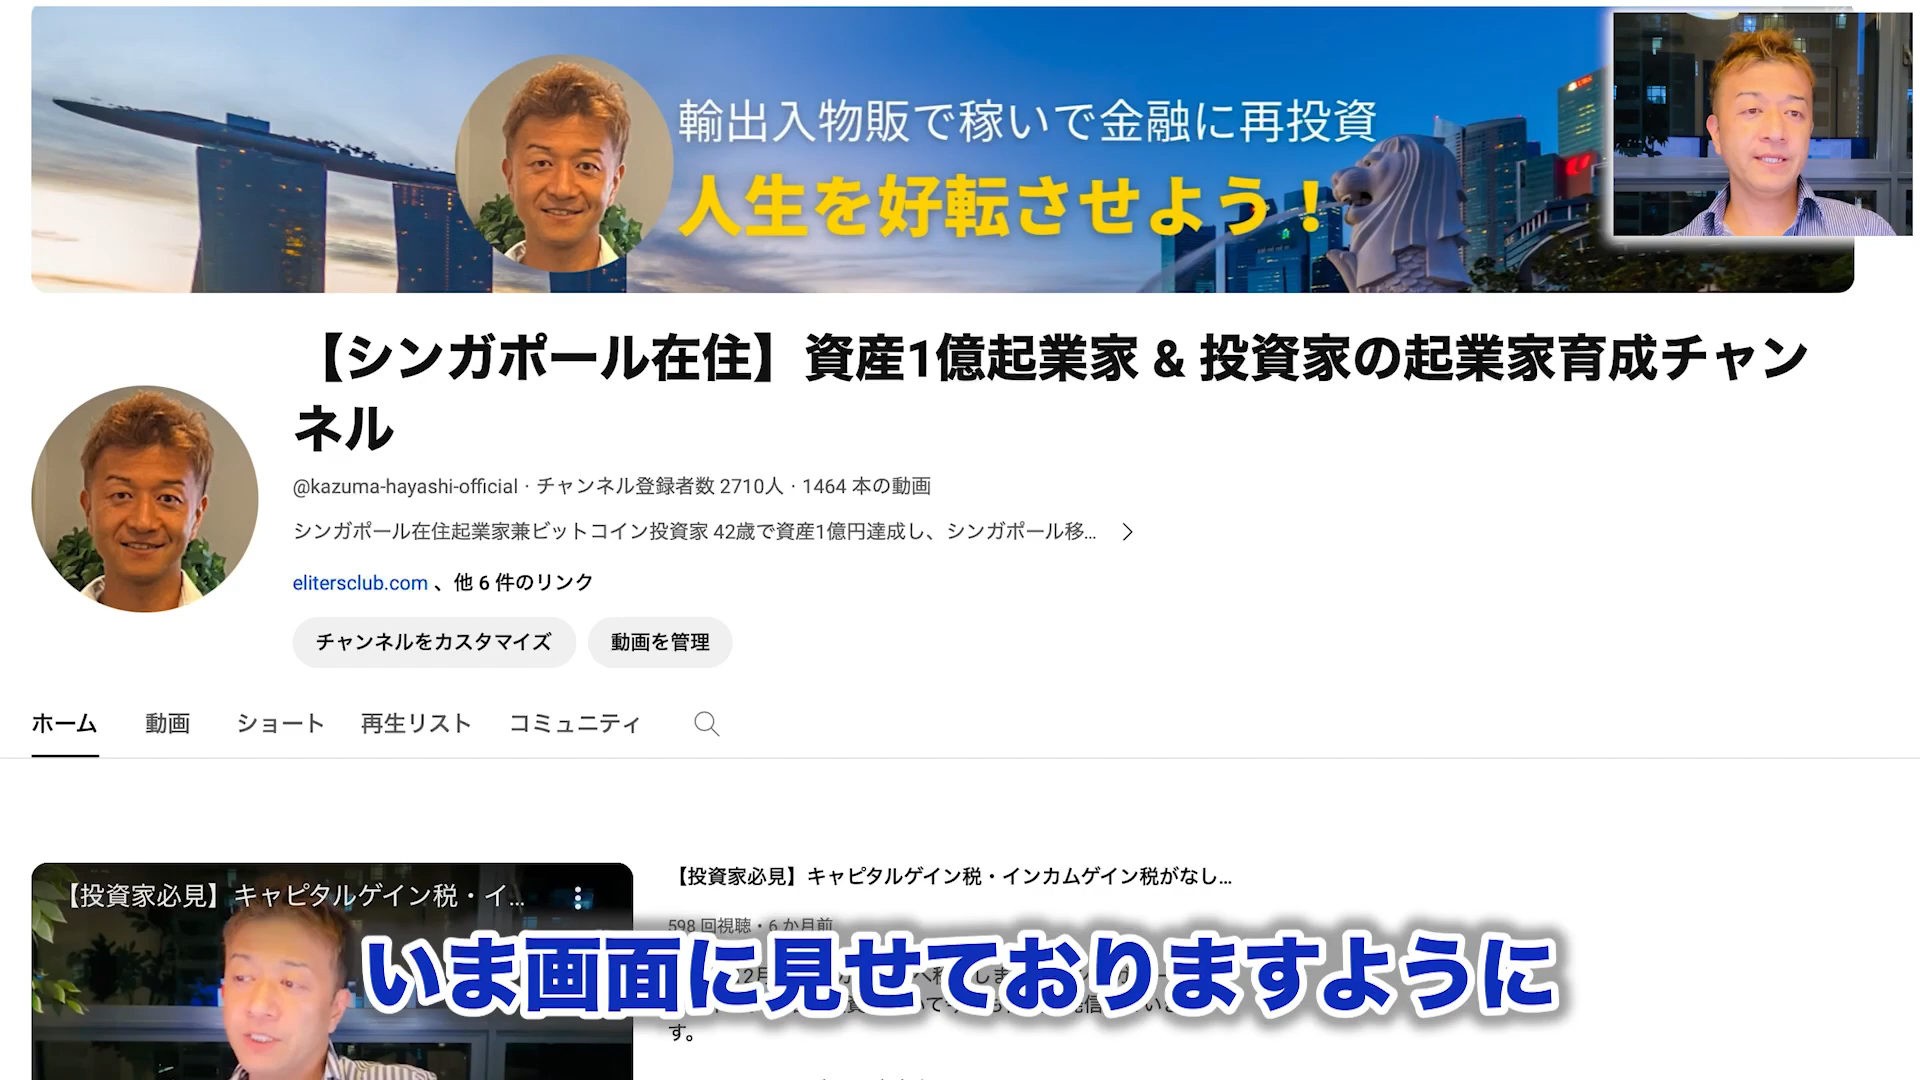 輸出入物販で稼いで金融に再投資
人生を好転させよう！
UBS
【シンガポール在住】資産1億起業家 & 投資家の起業家育成チャン
ネル
@kazuma-hayashi-official · チャンネル登録者数 2710人 · 1464 本の動画
シンガポール在住起業家兼ビットコイン投資家 42歳で資産1億円達成し、シンガポール移...
elitersclub.com 、他 6 件のリンク
チャンネルをカスタマイズ 動画を管理
ホーム 動画 ショート 再生リスト コミュニティ
【投資家必見】キャピタルゲイン税・イ...
【投資家必見】キャピタルゲイン税・インカムゲイン税がなし...
598 回視聴・6 か月前
いま画面に見せておりますように
す。